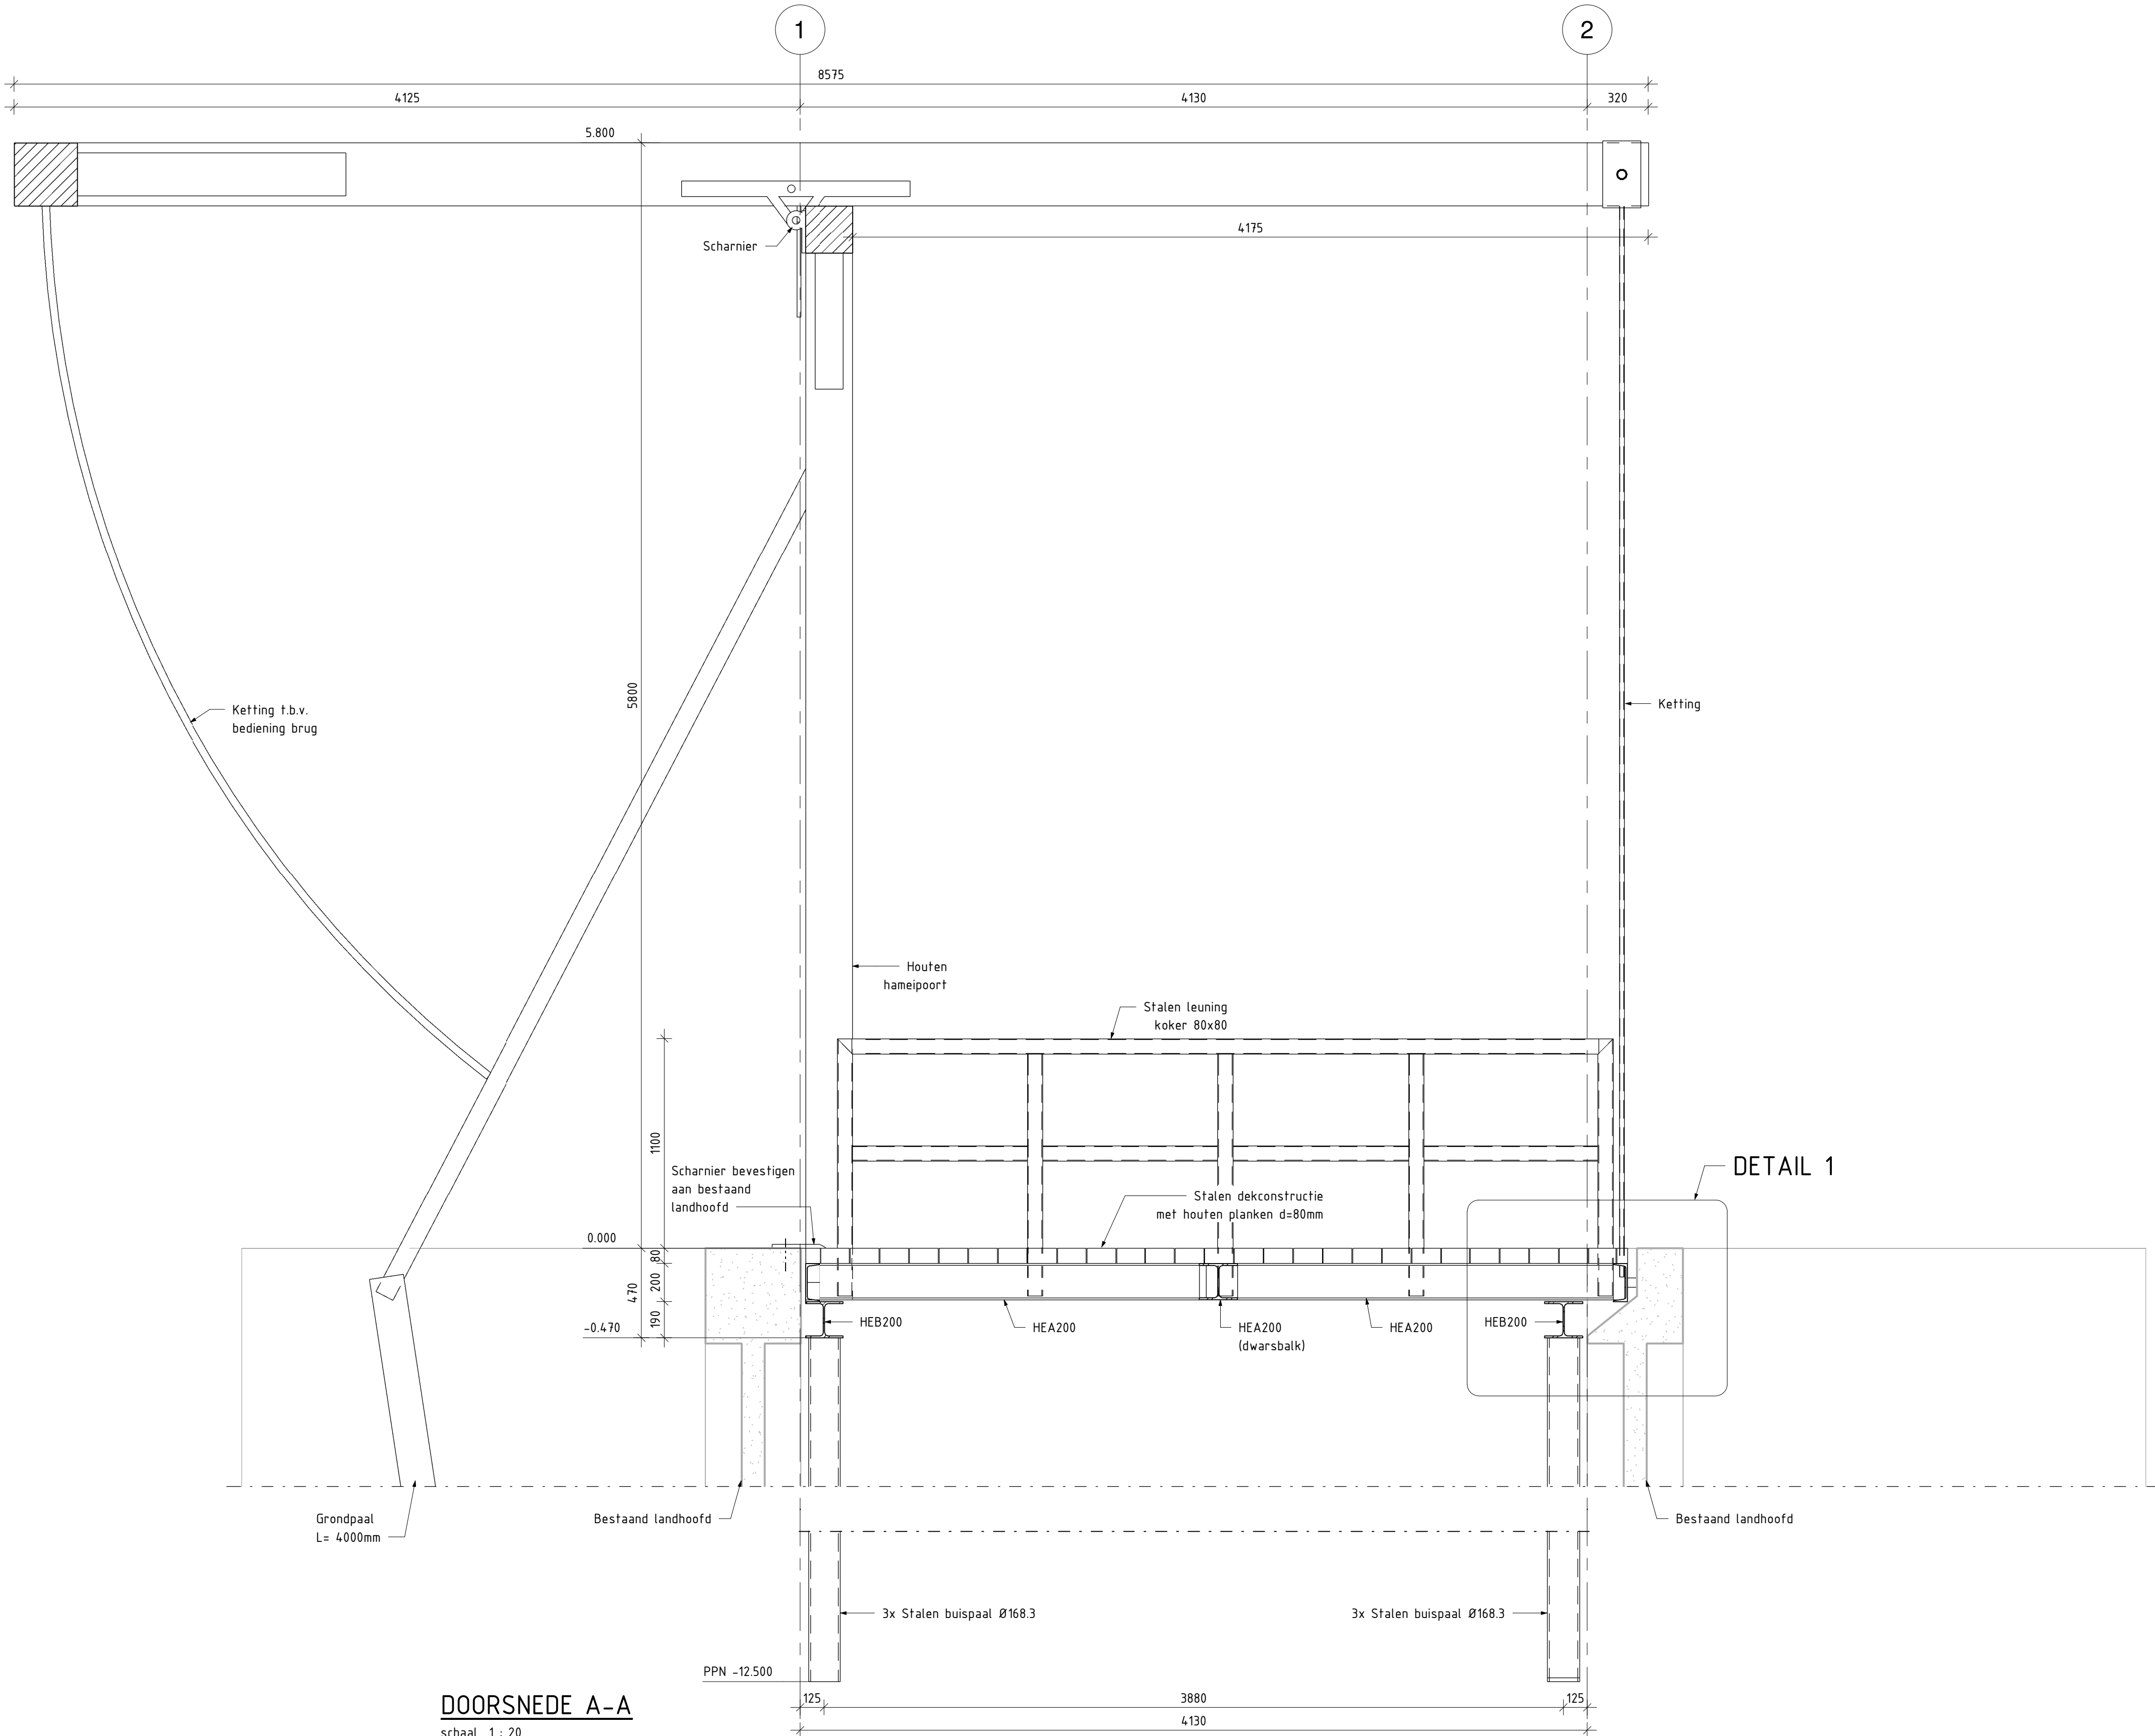 1
2
8575
4125
4130
320
5.800
Scharnier
4175
5800
Ketting t.b.v.
bediening brug
Ketting
Houten
hameipoort
Stalen leuning
koker 80x80
1100
DETAIL 1
Scharnier bevestigen
aan bestaand
landhoofd
Stalen dekconstructie
met houten planken d=80mm
0.000
80
200
470
190
-0.470
HEB200
HEA200
HEA200
(dwarsbalk)
HEA200
HEB200
Grondpaal
L= 4000mm
Bestaand landhoofd
Bestaand landhoofd
3x Stalen buispaal Ø168.3
3x Stalen buispaal Ø168.3
PPN -12.500
DOORSNEDE A-A
schaal 1 : 20
125
3880
125
4130